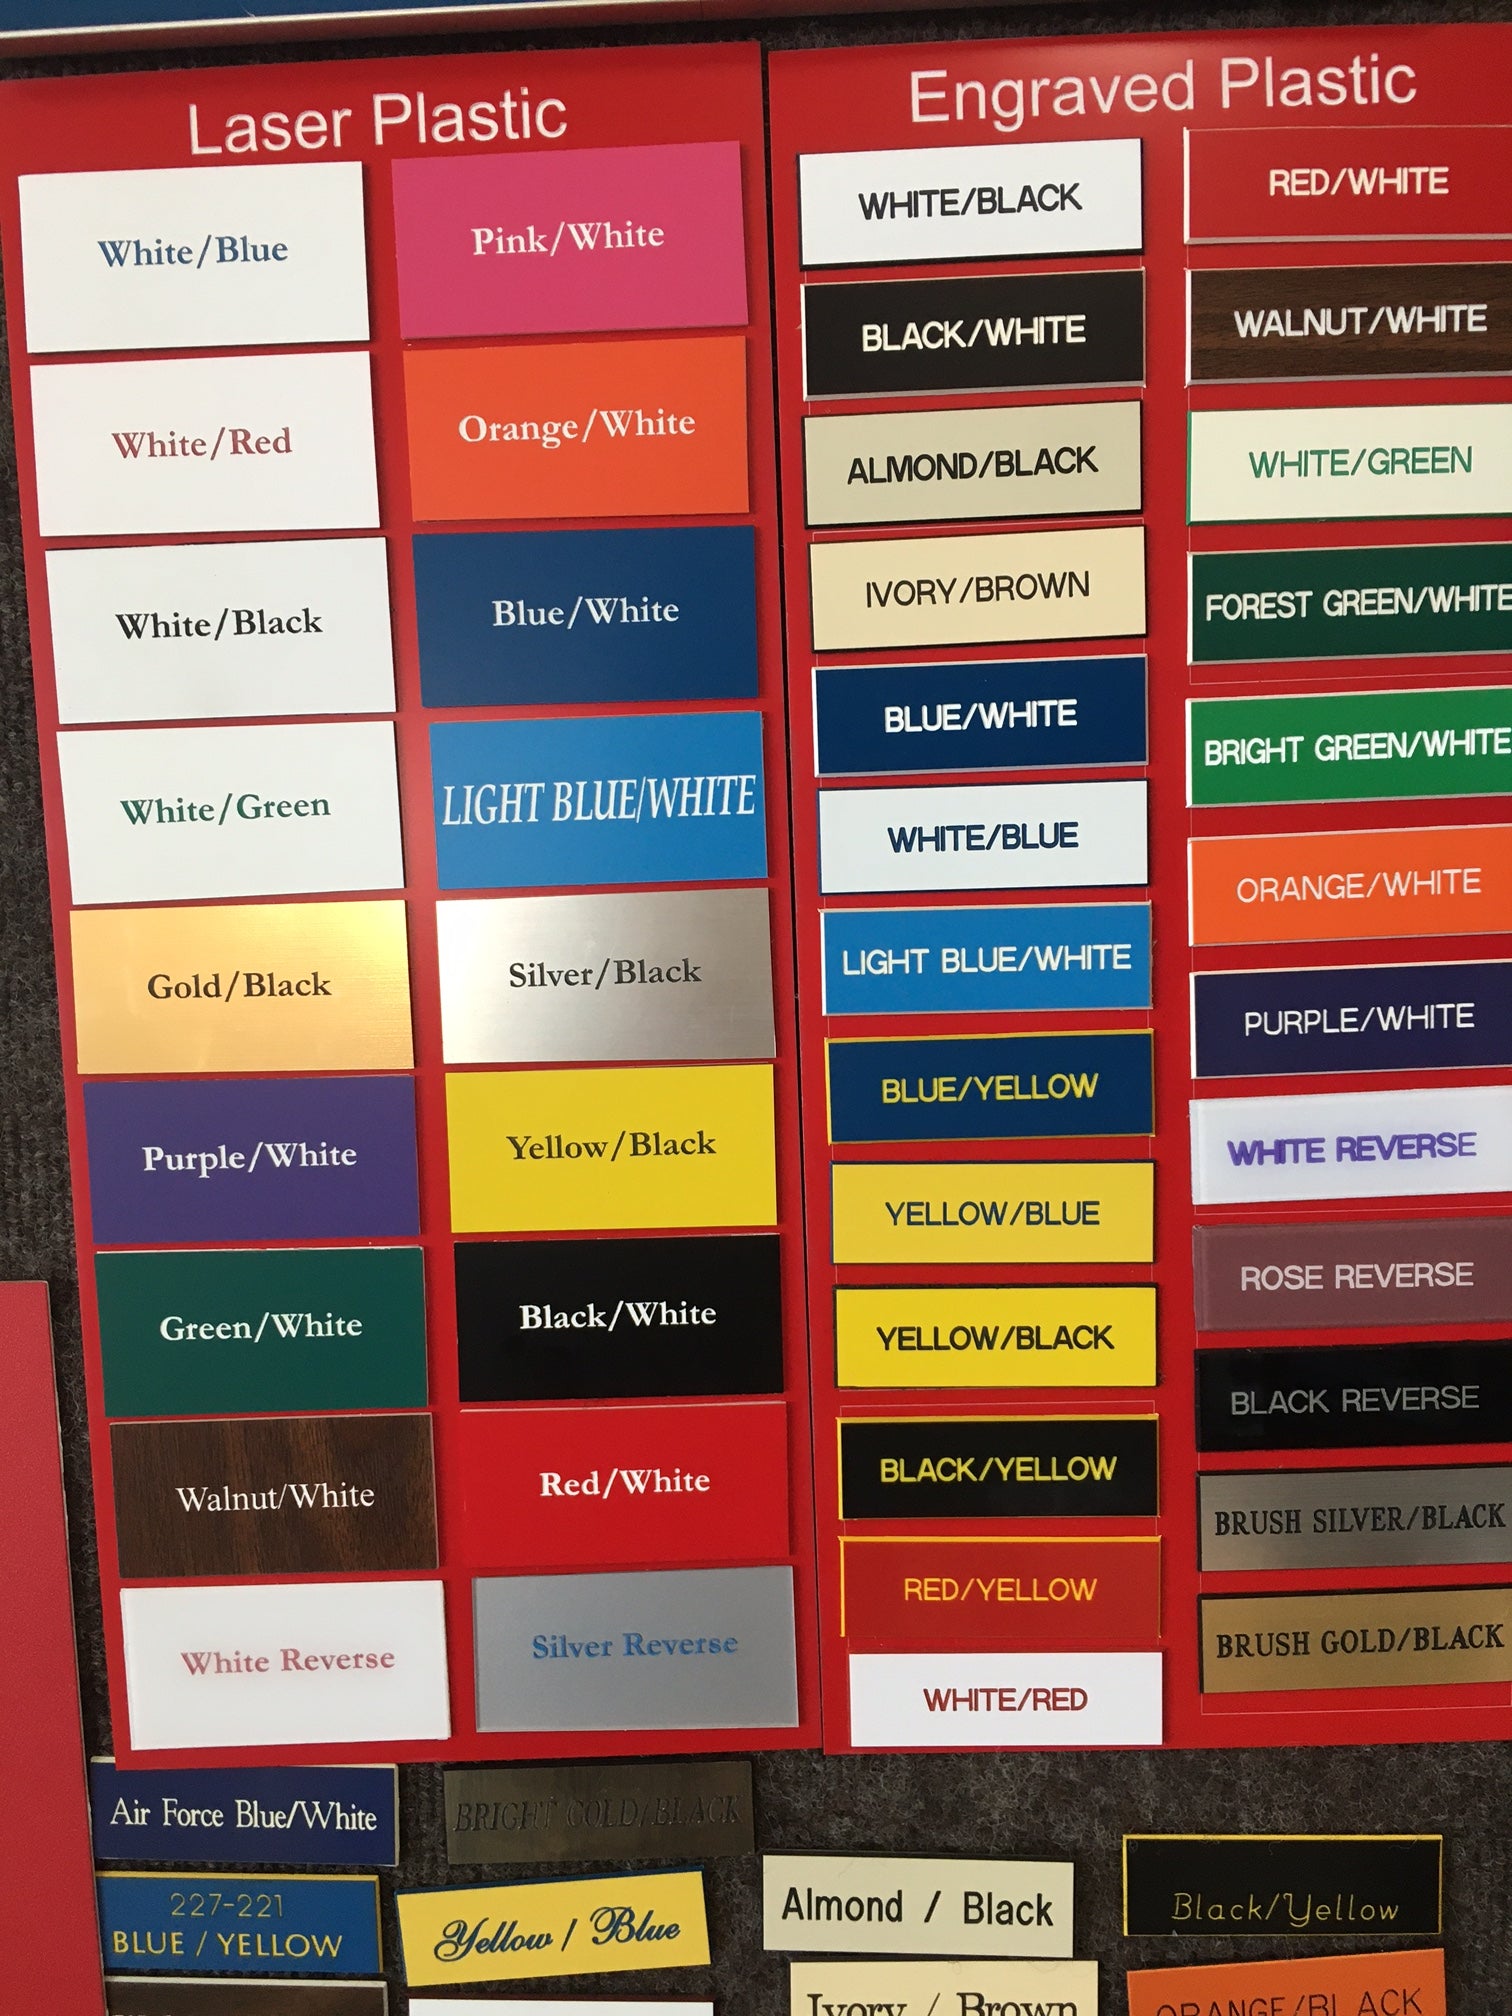 Laser Plastic
White/Blue
Pink/White
White/Red
Orange/White
White/Black
Blue/White
White/Green
LIGHT BLUE/WHITE
Gold/Black
Silver/Black
Purple/White
Yellow/Black
Green/White
Black/White
Walnut/White
Red/White
White Reverse
Silver Reverse
Engraved Plastic
WHITE/BLACK
RED/WHITE
BLACK/WHITE
WALNUT/WHITE
ALMOND/BLACK
WHITE/GREEN
IVORY/BROWN
FOREST GREEN/WHITE
BLUE/WHITE
BRIGHT GREEN/WHITE
WHITE/BLUE
ORANGE/WHITE
LIGHT BLUE/WHITE
PURPLE/WHITE
BLUE/YELLOW
WHITE REVERSE
YELLOW/BLUE
ROSE REVERSE
YELLOW/BLACK
BLACK REVERSE
BLACK/YELLOW
BRUSH SILVER/BLACK
RED/YELLOW
BRUSH GOLD/BLACK
WHITE/RED
Air Force Blue/White
BRIGHT GOLD/BLACK
227-221
BLUE / YELLOW
Yellow / Blue
Almond / Black
Black/Yellow
Ivory / Brown
ORANGE/BLACK